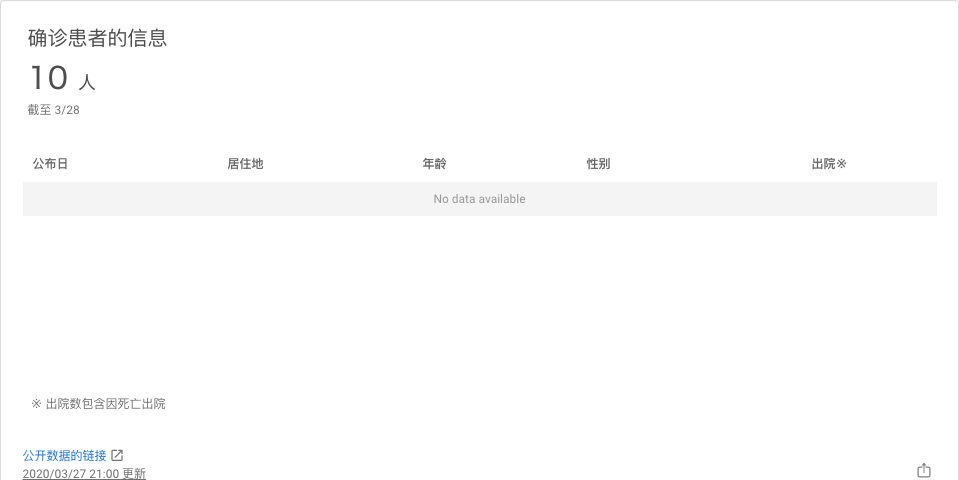 确诊患者的信息
10 人
截至 3/28
公布日 居住地 年龄 性别 出院※
No data available
※ 出院数包含因死亡出院
公开数据的链接
2020/03/27 21:00 更新